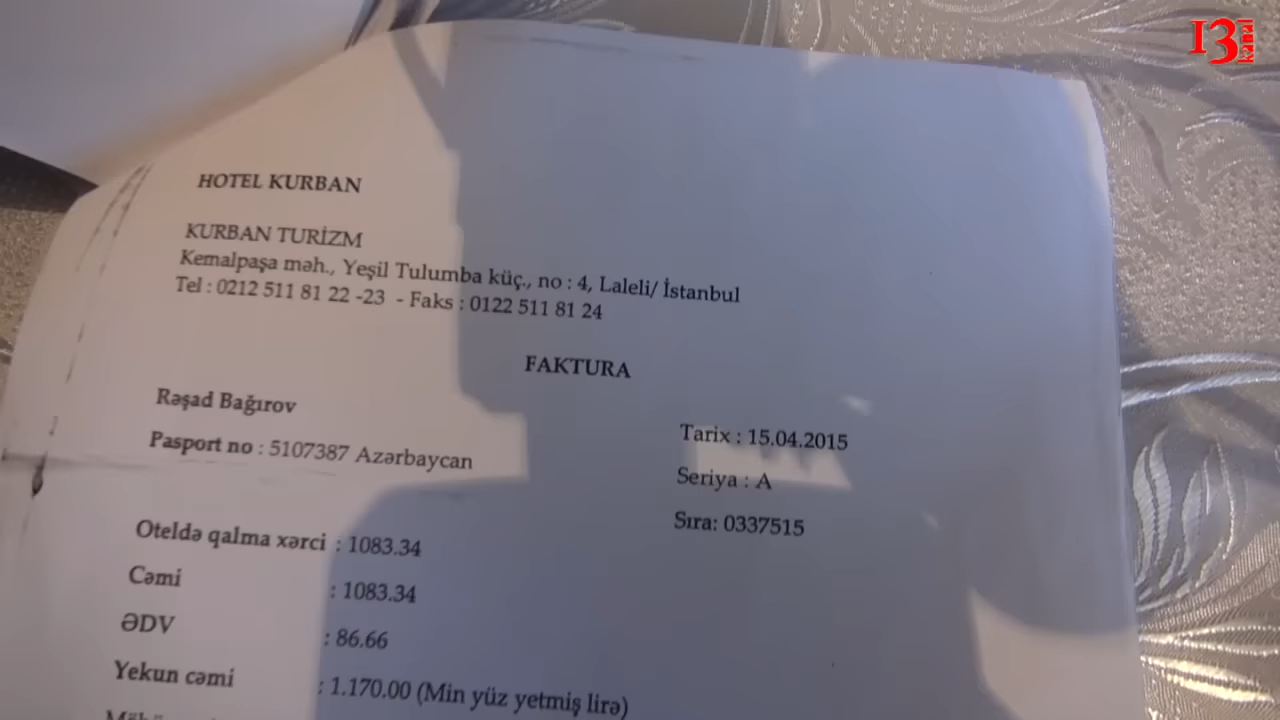 13 kanal
HOTEL KURBAN
KURBAN TURİZM
Kemalpaşa məh., Yeşil Tulumba küç., no : 4, Laleli/ İstanbul
Tel : 0212 511 81 22 -23 - Faks : 0122 511 81 24
FAKTURA
Rəşad Bağırov
Pasport no : 5107387 Azərbaycan
Tarix : 15.04.2015
Seriya : A
Sıra: 0337515
Oteldə qalma xərci : 1083.34
Cəmi : 1083.34
ƏDV : 86.66
Yekun cəmi : 1.170.00 (Min yüz yetmiş lirə)